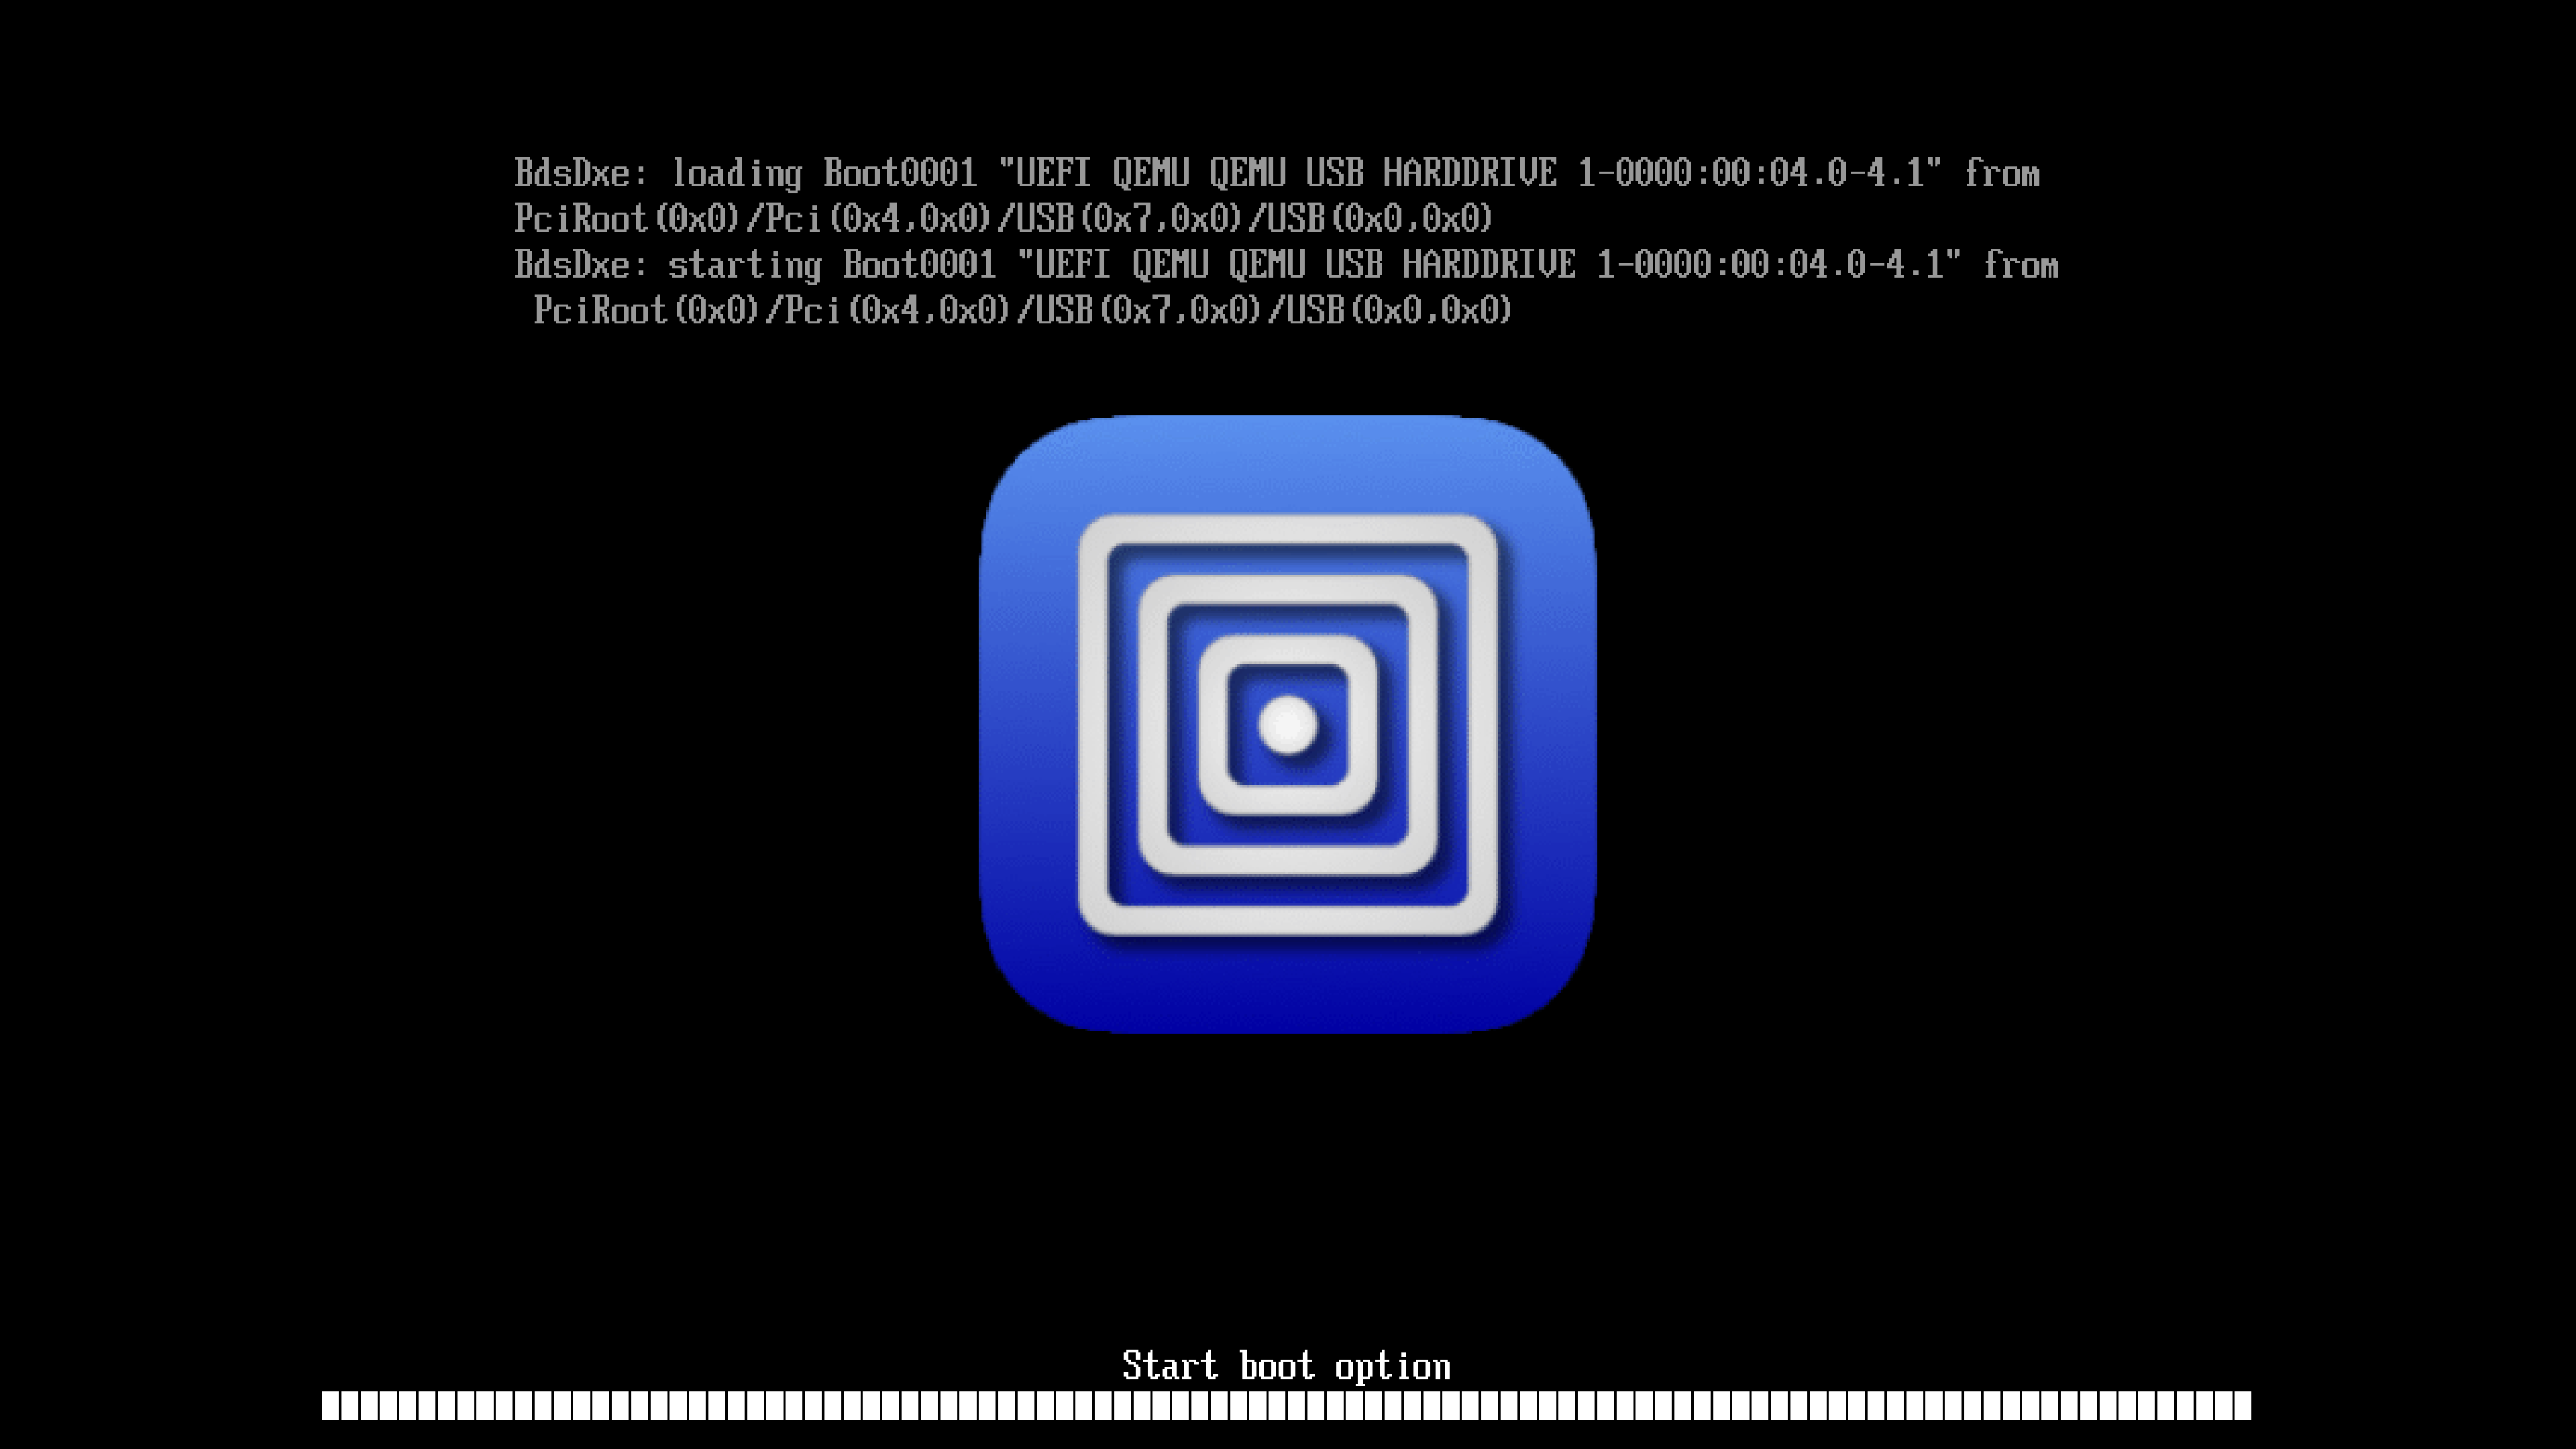 BdsDxe: loading Boot0001 "UEFI QEMU QEMU USB HARDDRIVE 1-0000:00:04.0-4.1" from
PciRoot(0x0)/Pci(0x4,0x0)/USB(0x7,0x0)/USB(0x0,0x0)
BdsDxe: starting Boot0001 "UEFI QEMU QEMU USB HARDDRIVE 1-0000:00:04.0-4.1" from
PciRoot(0x0)/Pci(0x4,0x0)/USB(0x7,0x0)/USB(0x0,0x0)
Start boot option